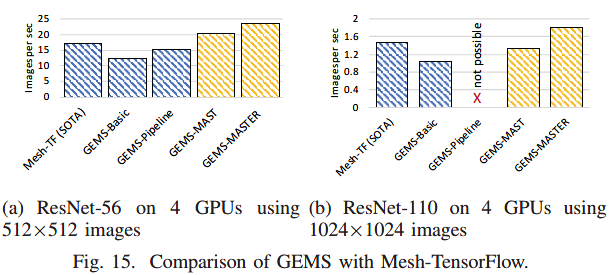 25
20
15
10
5
0
Images per sec
Mesh-TF (SOTA)
GEMS-Basic
GEMS-Pipeline
GEMS-MAST
GEMS-MASTER
2
1.6
1.2
0.8
0.4
0
Imagesper sec
X not possible
Mesh-TF (SOTA)
GEMS-Basic
GEMS-Pipeline
GEMS-MAST
GEMS-MASTER
(a) ResNet-56 on 4 GPUs using
512×512 images
(b) ResNet-110 on 4 GPUs using
1024×1024 images
Fig. 15. Comparison of GEMS with Mesh-TensorFlow.